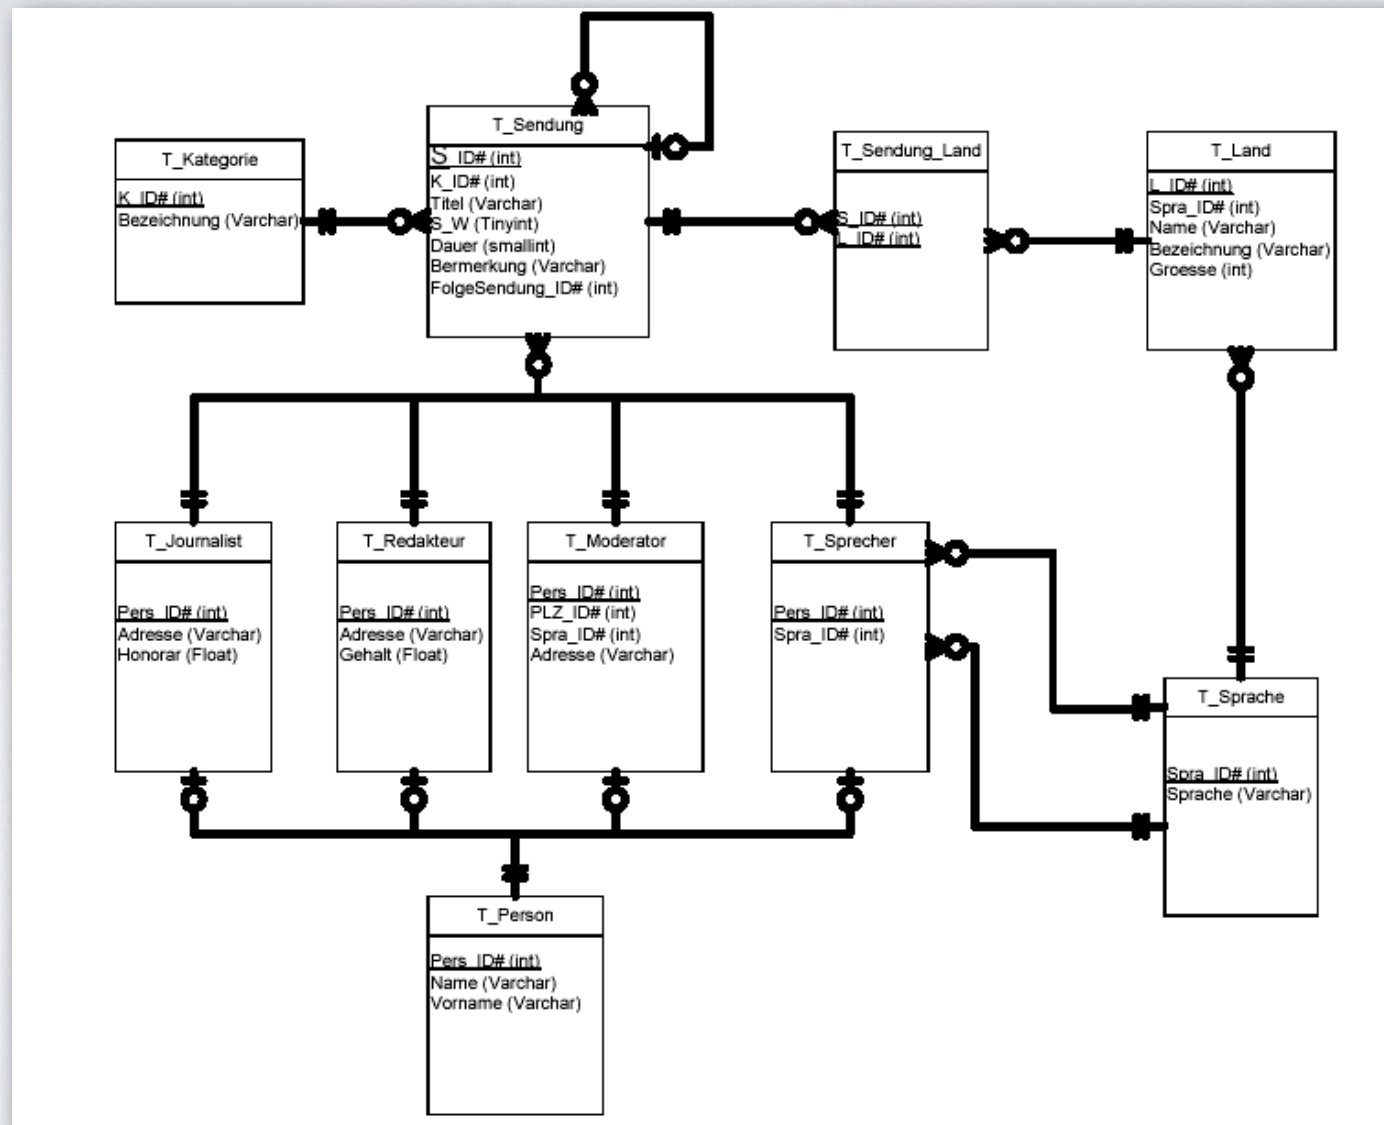 T_Sendung
S_ID# (int)
K_ID# (int)
Titel (Varchar)
S_W (Tinyint)
Dauer (smallint)
Bermerkung (Varchar)
FolgeSendung_ID# (int)
T_Kategorie
K_ID# (int)
Bezeichnung (Varchar)
T_Sendung_Land
S_ID# (int)
L_ID# (int)
T_Land
L_ID# (int)
Spra_ID# (int)
Name (Varchar)
Bezeichnung (Varchar)
Groesse (int)
T_Journalist
Pers_ID# (int)
Adresse (Varchar)
Honorar (Float)
T_Redakteur
Pers_ID# (int)
Adresse (Varchar)
Gehalt (Float)
T_Moderator
Pers_ID# (int)
PLZ_ID# (int)
Spra_ID# (int)
Adresse (Varchar)
T_Sprecher
Pers_ID# (int)
Spra_ID# (int)
T_Sprache
Spra_ID# (int)
Sprache (Varchar)
T_Person
Pers_ID# (int)
Name (Varchar)
Vorname (Varchar)